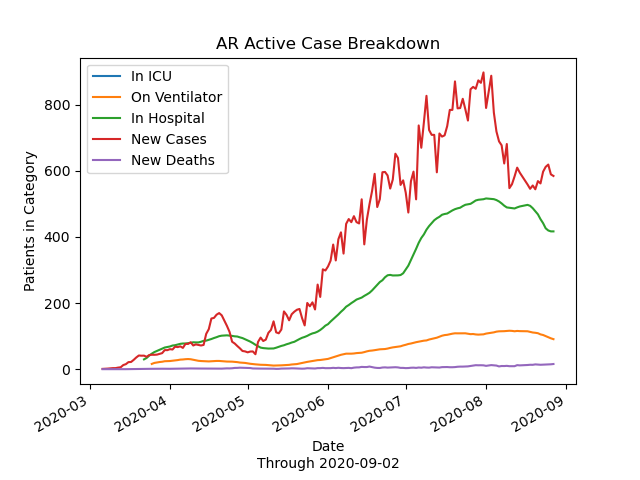 AR Active Case Breakdown
In ICU
On Ventilator
In Hospital
New Cases
New Deaths
Patients in Category
800
600
400
200
0
2020-03
2020-04
2020-05
2020-06
2020-07
2020-08
2020-09
Date
Through 2020-09-02